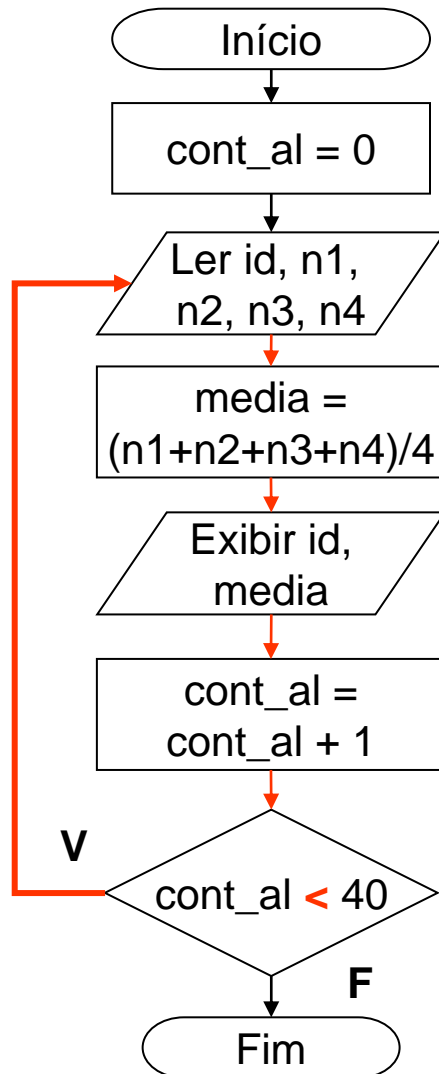 Início
cont_al = 0
Ler id, n1,
n2, n3, n4
media =
(n1+n2+n3+n4)/4
Exibir id,
media
cont_al =
cont_al + 1
V
cont_al < 40
F
Fim